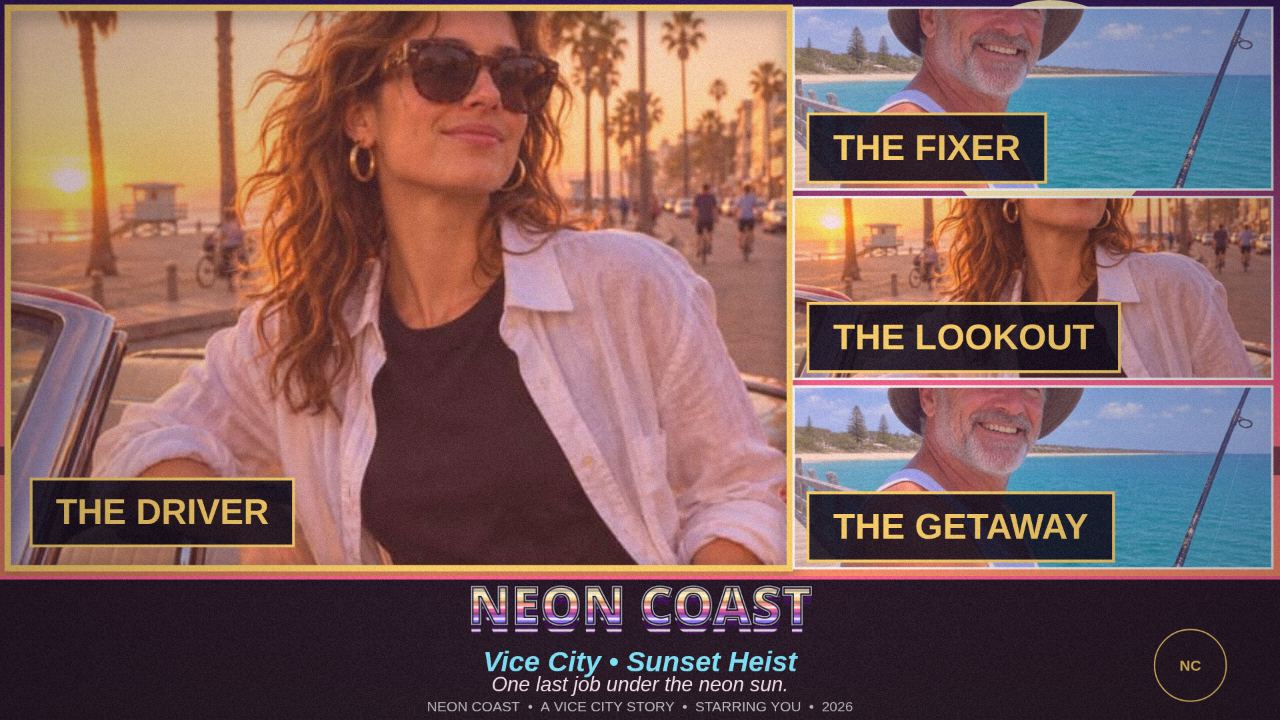 THE DRIVER
THE FIXER
THE LOOKOUT
THE GETAWAY
NEON COAST
Vice City • Sunset Heist
One last job under the neon sun.
NEON COAST • A VICE CITY STORY • STARRING YOU • 2026
NC